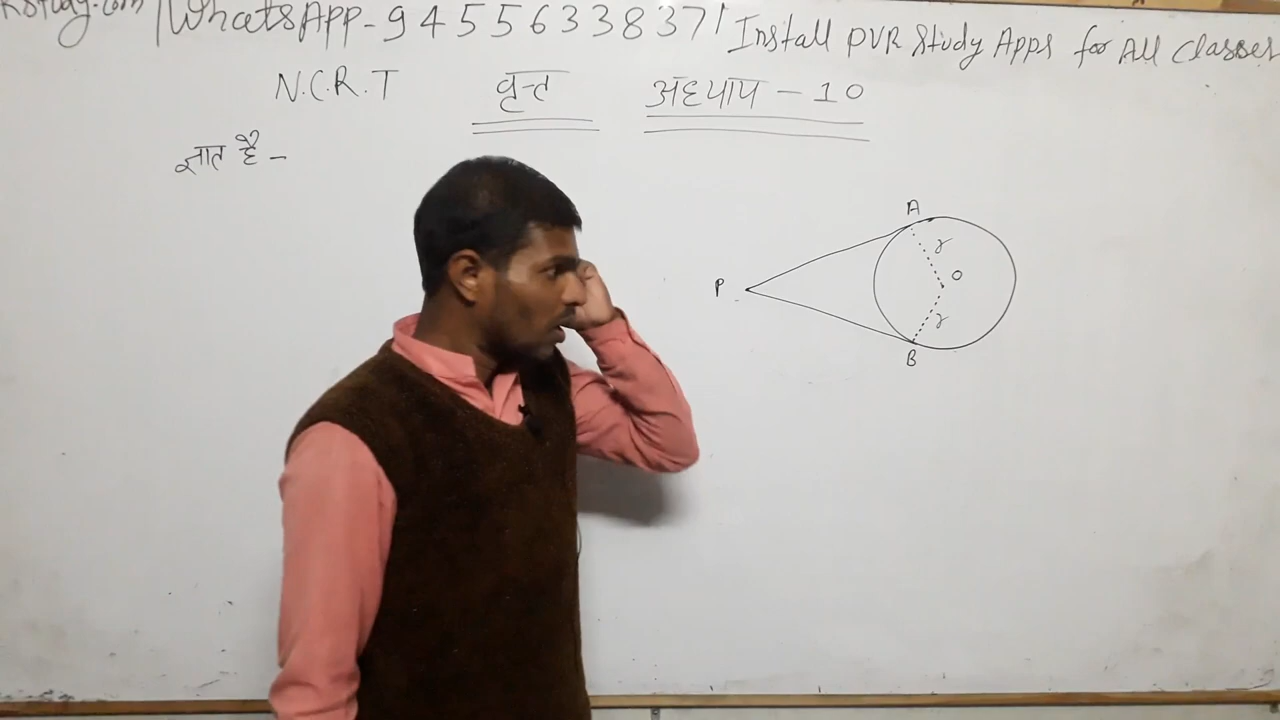 WhatsApp-9455633837 | Install PVR Study Apps for All Classes
N.C.R.T वृत्त अध्याय - 10
ज्ञात है -
A
r
O
P
r
B